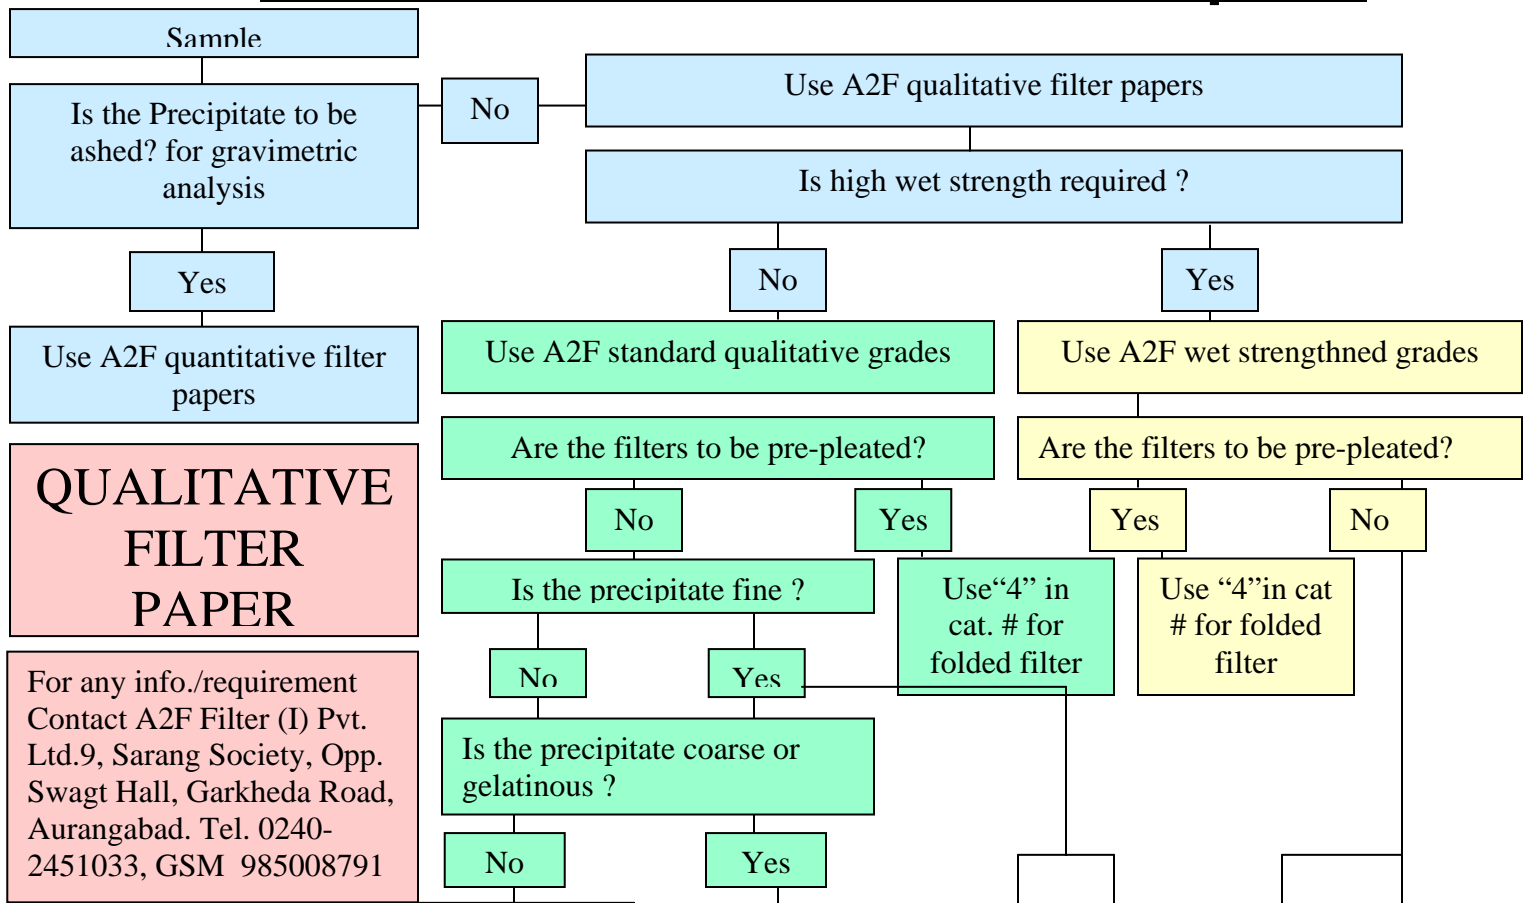 Sample
Is the Precipitate to be
ashed? for gravimetric
analysis
No
Use A2F qualitative filter papers
Is high wet strength required ?
Yes
No
Yes
Use A2F quantitative filter
papers
Use A2F standard qualitative grades
Use A2F wet strengthned grades
Are the filters to be pre-pleated?
Are the filters to be pre-pleated?
QUALITATIVE
FILTER
PAPER
No
Yes
Yes
No
Is the precipitate fine ?
Use“4” in
cat. # for
folded filter
Use “4”in cat
# for folded
filter
No
Yes
For any info./requirement
Contact A2F Filter (I) Pvt.
Ltd.9, Sarang Society, Opp.
Swagt Hall, Garkheda Road,
Aurangabad. Tel. 0240-
2451033, GSM 985008791
Is the precipitate coarse or
gelatinous ?
No
Yes